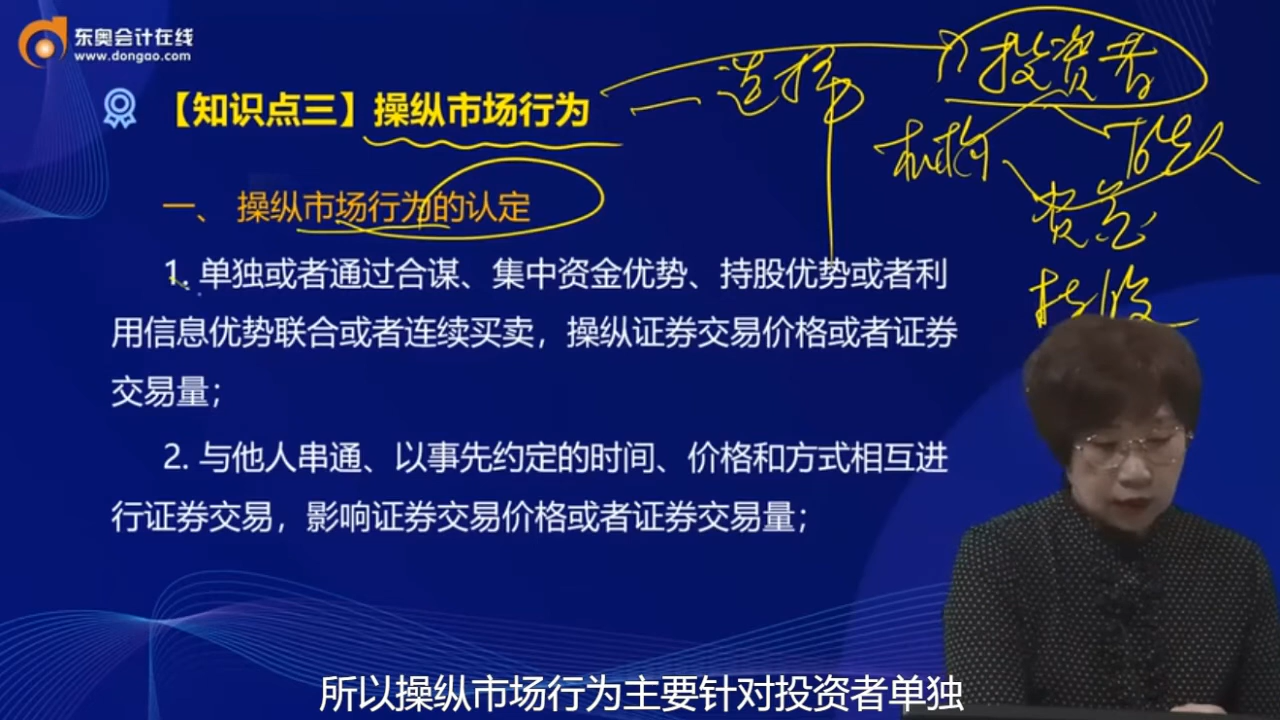 东奥会计在线
www.dongao.com
【知识点三】操纵市场行为
一、 操纵市场行为的认定
1. 单独或者通过合谋、集中资金优势、持股优势或者利
用信息优势联合或者连续买卖，操纵证券交易价格或者证券
交易量；
2. 与他人串通、以事先约定的时间、价格和方式相互进
行证券交易，影响证券交易价格或者证券交易量；
选择
投资者
机构
持股
所以操纵市场行为主要针对投资者单独